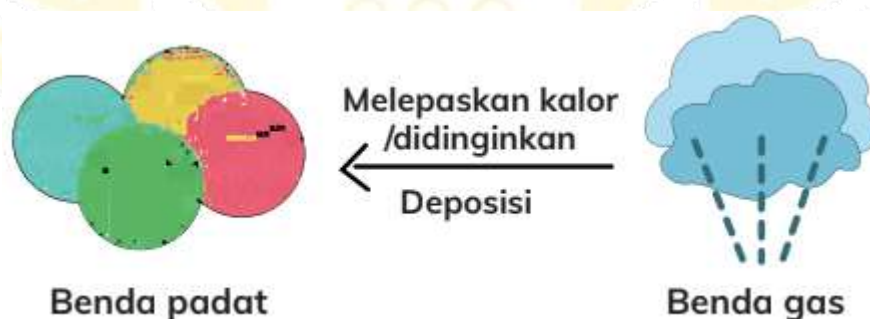 Melepaskan kalor
/didinginkan
Deposisi
Benda padat
Benda gas